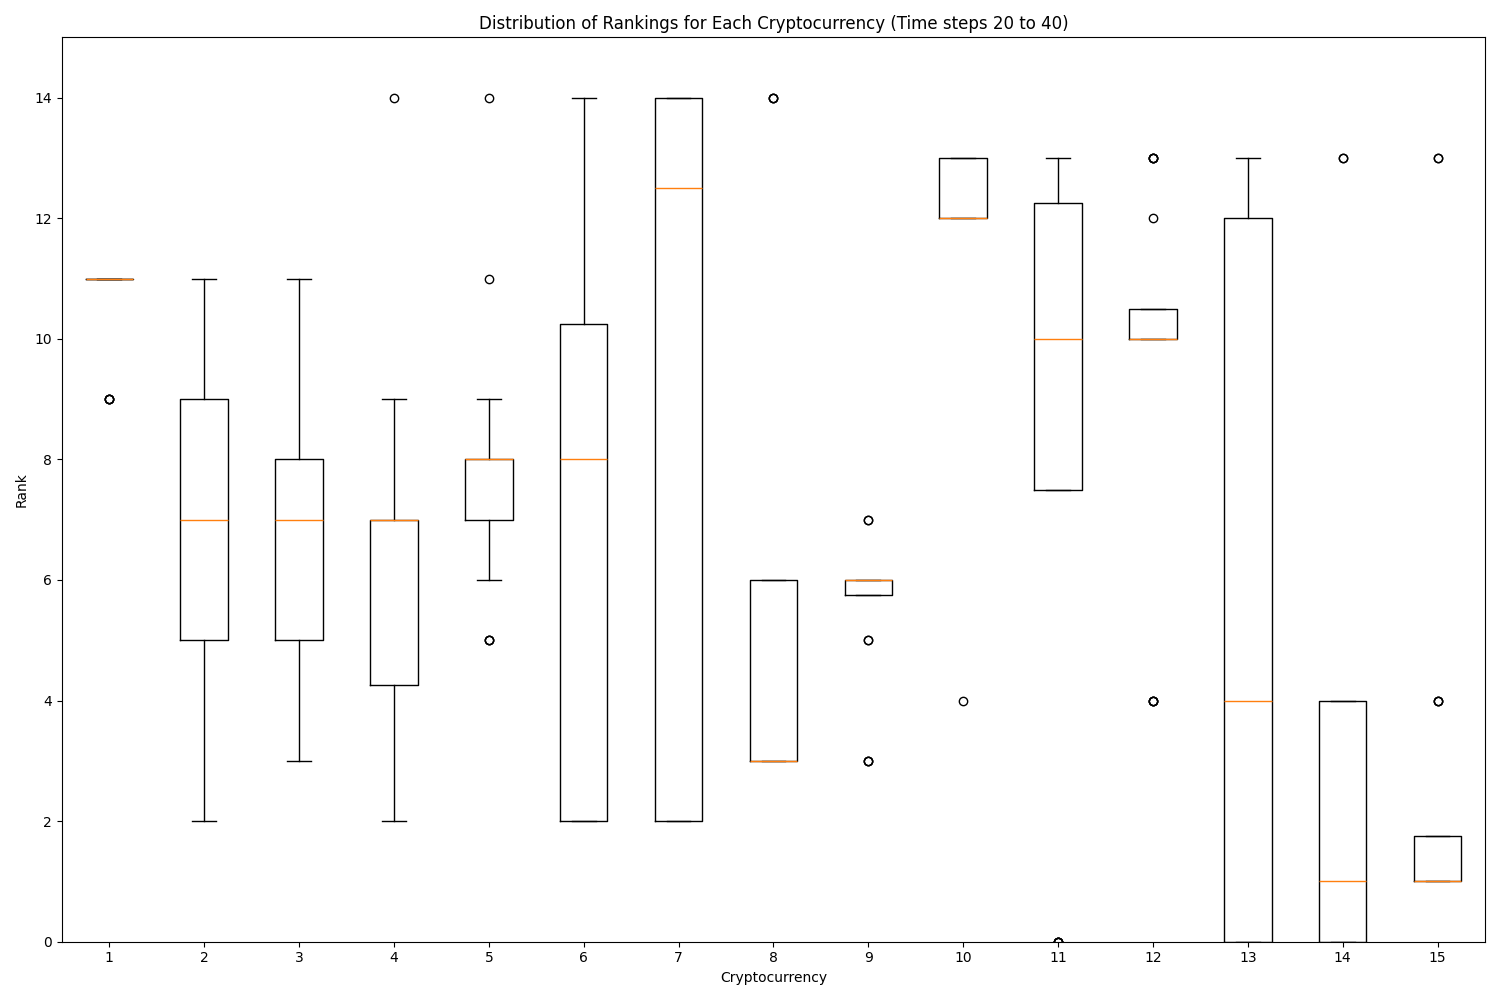 Distribution of Rankings for Each Cryptocurrency (Time steps 20 to 40)
Rank
14
12
10
8
6
4
2
0
1 2 3 4 5 6 7 8 9 10 11 12 13 14 15
Cryptocurrency